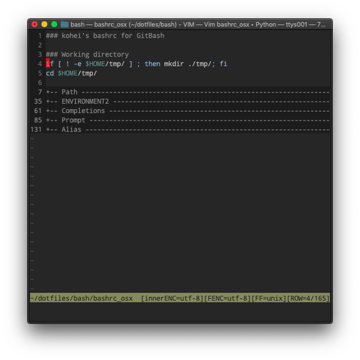 bash — bashrc_osx (~/dotfiles/bash) - VIM — Vim bashrc_osx ◂ Python — ttys001 — 7...
1 ### kohei's bashrc for GitBash
2
3 ### Working directory
4 if [ ! -e $HOME/tmp/ ] ; then mkdir ./tmp/; fi
5 cd $HOME/tmp/
6
7 +-- Path ------------------------------------------------------
35 +-- ENVIRONMENT2 ----------------------------------------------
61 +-- Completions -----------------------------------------------
85 +-- Prompt ----------------------------------------------------
131 +-- Alias -----------------------------------------------------
~/dotfiles/bash/bashrc_osx [innerENC=utf-8][FENC=utf-8][FF=unix][ROW=4/165]